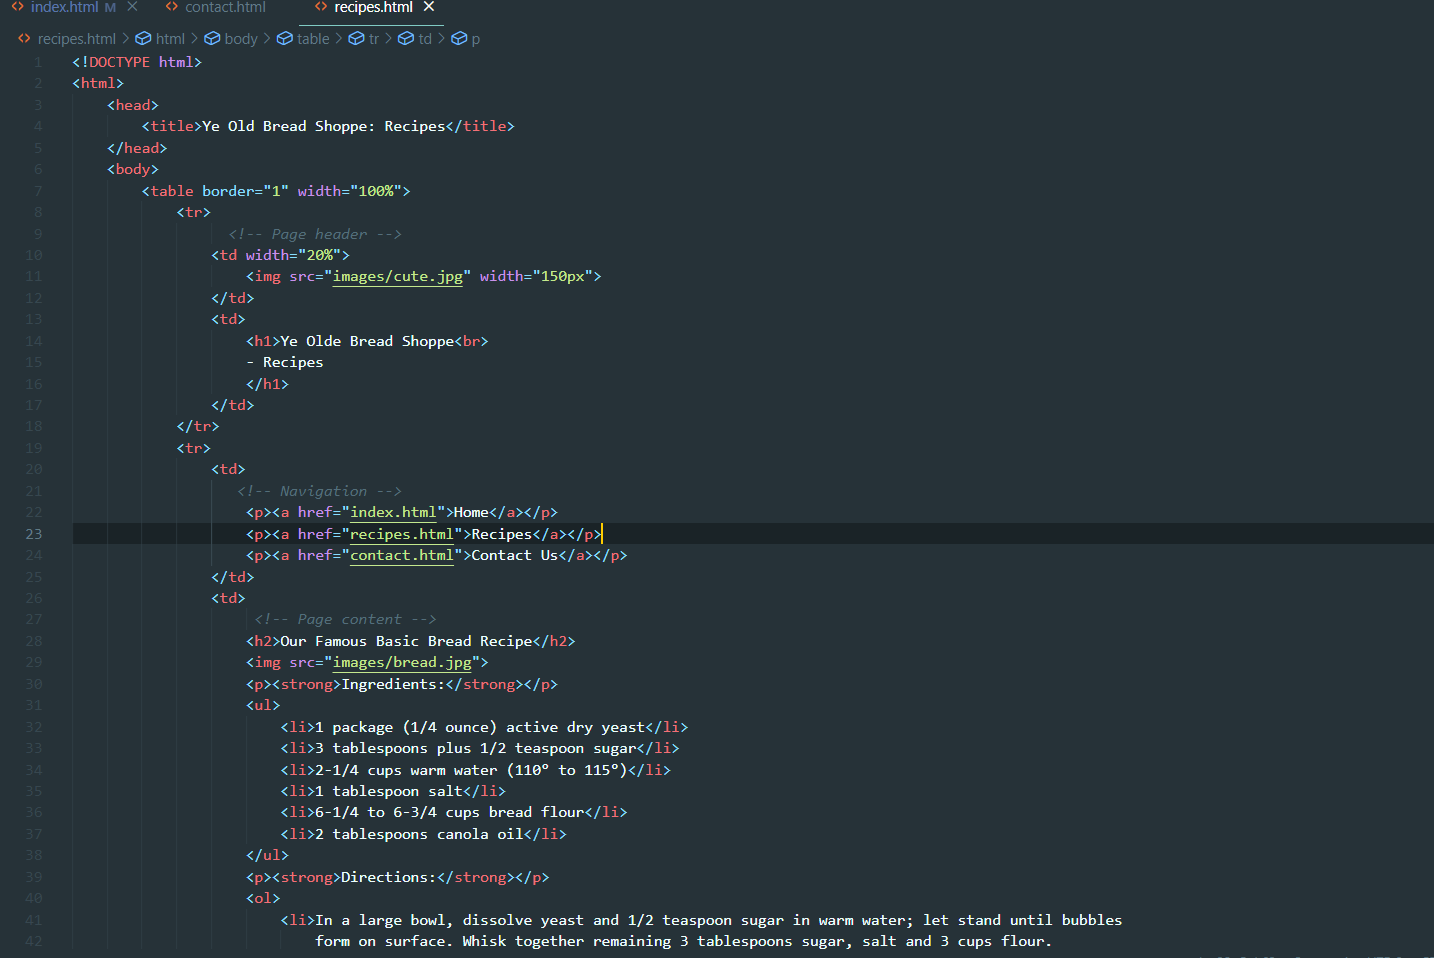 index.html M contact.html recipes.html
recipes.html > html > body > table > tr > td > p
1 <!DOCTYPE html>
2 <html>
3 <head>
4 <title>Ye Old Bread Shoppe: Recipes</title>
5 </head>
6 <body>
7 <table border="1" width="100%">
8 <tr>
9 <!-- Page header -->
10 <td width="20%">
11 <img src="images/cute.jpg" width="150px">
12 </td>
13 <td>
14 <h1>Ye Olde Bread Shoppe<br>
15 - Recipes
16 </h1>
17 </td>
18 </tr>
19 <tr>
20 <td>
21 <!-- Navigation -->
22 <p><a href="index.html">Home</a></p>
23 <p><a href="recipes.html">Recipes</a></p>
24 <p><a href="contact.html">Contact Us</a></p>
25 </td>
26 <td>
27 <!-- Page content -->
28 <h2>Our Famous Basic Bread Recipe</h2>
29 <img src="images/bread.jpg">
30 <p><strong>Ingredients:</strong></p>
31 <ul>
32 <li>1 package (1/4 ounce) active dry yeast</li>
33 <li>3 tablespoons plus 1/2 teaspoon sugar</li>
34 <li>2-1/4 cups warm water (110° to 115°)</li>
35 <li>1 tablespoon salt</li>
36 <li>6-1/4 to 6-3/4 cups bread flour</li>
37 <li>2 tablespoons canola oil</li>
38 </ul>
39 <p><strong>Directions:</strong></p>
40 <ol>
41 <li>In a large bowl, dissolve yeast and 1/2 teaspoon sugar in warm water; let stand until bubbles
42 form on surface. Whisk together remaining 3 tablespoons sugar, salt and 3 cups flour.